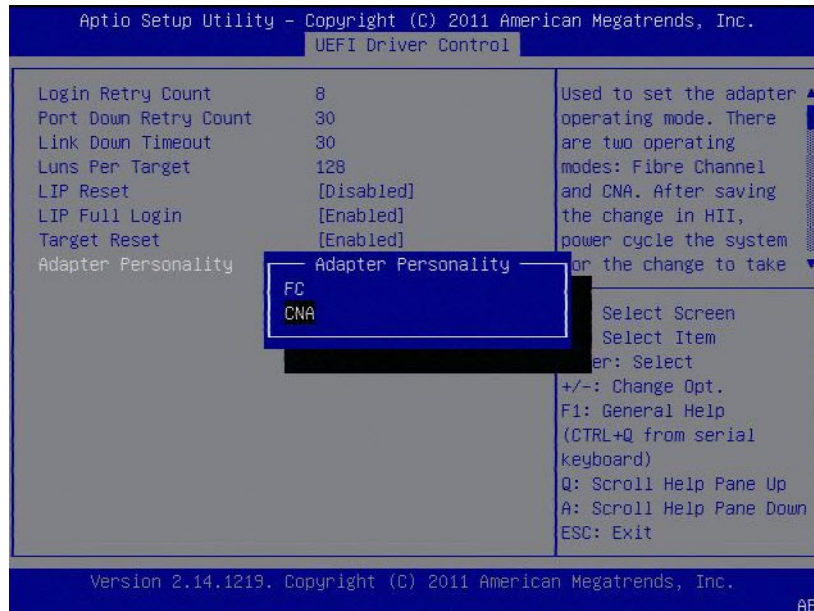 Aptio Setup Utility – Copyright (C) 2011 American Megatrends, Inc.
UEFI Driver Control
Login Retry Count 8
Port Down Retry Count 30
Link Down Timeout 30
Luns Per Target 128
LIP Reset [Disabled]
LIP Full Login [Enabled]
Target Reset [Enabled]
Adapter Personality
Adapter Personality
FC
CNA
Used to set the adapter
operating mode. There
are two operating
modes: Fibre Channel
and CNA. After saving
the change in HII,
power cycle the system
or the change to take
Select Screen
Select Item
er: Select
+/-: Change Opt.
F1: General Help
(CTRL+Q from serial
keyboard)
Q: Scroll Help Pane Up
A: Scroll Help Pane Down
ESC: Exit
Version 2.14.1219. Copyright (C) 2011 American Megatrends, Inc.